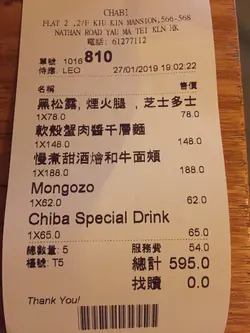 CHABI
FLAT 2 ,2/F KIU KIN MANSION,566-568
NATHAN ROAD YAU MA TEI KLN HK
電話: 61277112
單號: 1016 810
侍應: LEO 27/01/2019 19:02:22
名稱 售價
黑松露，煙火腿，芝士多士
1X78.0 78.0
軟殼蟹肉醬千層麵
1X148.0 148.0
慢煮甜酒燴和牛面頰
1X188.0 188.0
Mongozo
1X62.0 62.0
Chiba Special Drink
1X65.0 65.0
總數量: 5 服務費 54.0
檯號: T5 總計 595.0
找贖 0.0
Thank You!